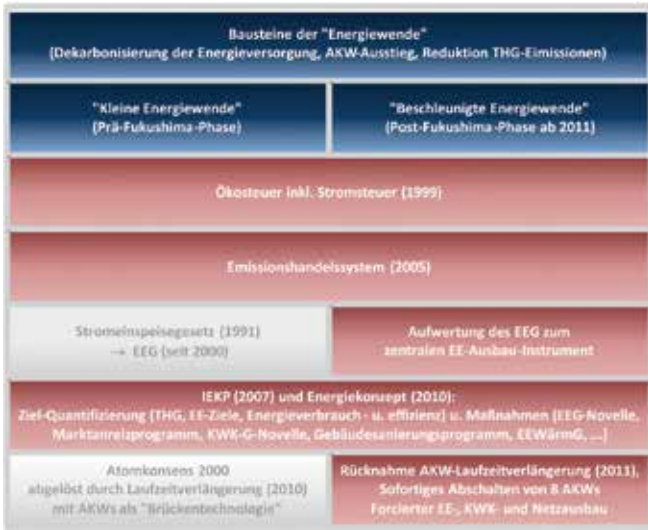 Bausteine der "Energiewende"
(Dekarbonisierung der Energieversorgung, AKW-Ausstieg, Reduktion THG-Eimissionen)
"Kleine Energiewende"
(Prä-Fukushima-Phase)
"Beschleunigte Energiewende"
(Post-Fukushima-Phase ab 2011)
Ökosteuer inkl. Stromsteuer (1999)
Emissionshandelssystem (2005)
Stromeinspeisegesetz (1991)
→ EEG (seit 2000)
Aufwertung des EEG zum
zentralen EE-Ausbau-Instrument
IEKP (2007) und Energiekonzept (2010):
Ziel-Quantifizierung (THG, EE-Ziele, Energieverbrauch - u. effizienz) u. Maßnahmen (EEG-Novelle,
Marktanreizprogramm, KWK-G-Novelle, Gebäudesanierungsprogramm, EEWärmG, ...)
Atomkonsens 2000
abgelöst durch Laufzeitverlängerung (2010)
mit AKWs als "Brückentechnologie"
Rücknahme AKW-Laufzeitverlängerung (2011),
Sofortiges Abschalten von 8 AKWs
Forcierter EE-, KWK- und Netzausbau